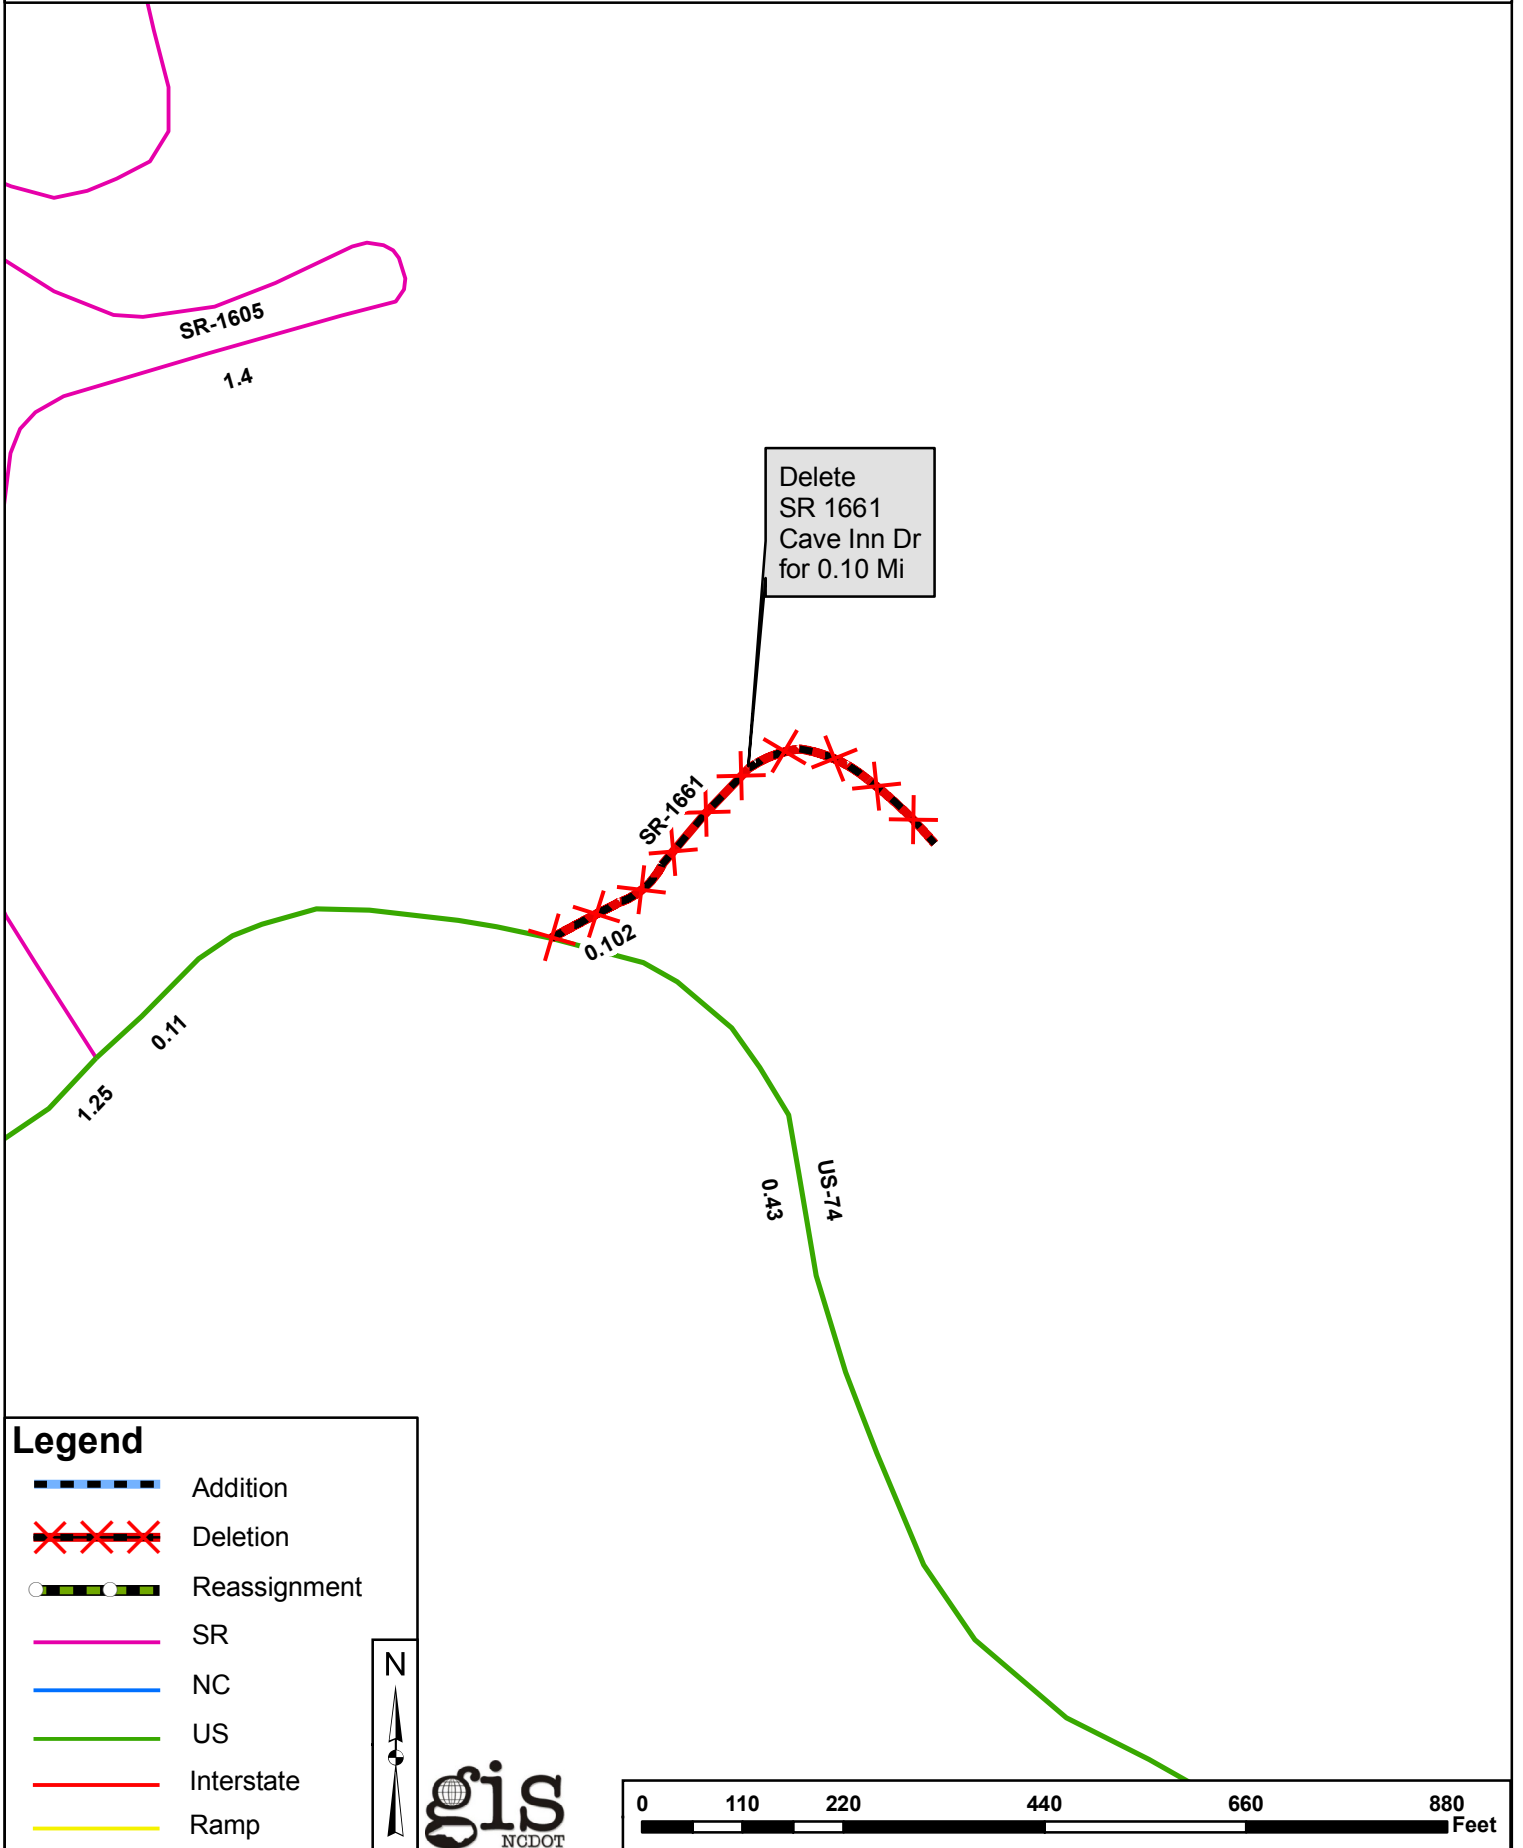 SR-1605
1.4
Delete
SR 1661
Cave Inn Dr
for 0.10 Mi
SR-1661
0.102
0.11
1.25
US-74
0.43
Legend
Addition
Deletion
Reassignment
SR
NC
US
Interstate
Ramp
N
gis
NCDOT
0 110 220 440 660 880
Feet